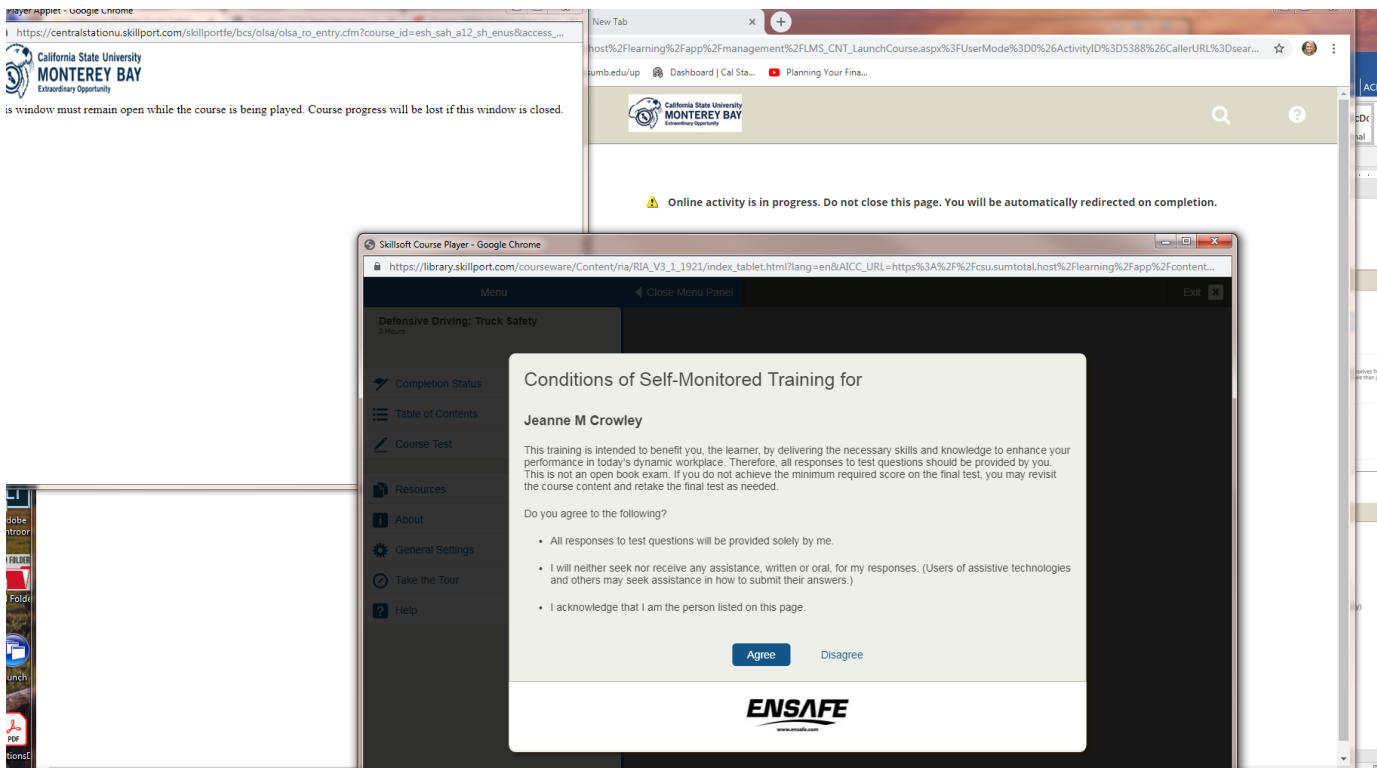 Player Applet - Google Chrome
https://centralstationu.skillport.com/skillportfe/bcs/olsa/olsa_ro_entry.cfm?course_id=esh_sah_a12_sh_enus&access_...
California State University
MONTEREY BAY
Extraordinary Opportunity
is window must remain open while the course is being played. Course progress will be lost if this window is closed.
New Tab
host%2Flearning%2Fapp%2Fmanagement%2FLMS_CNT_LaunchCourse.aspx%3FUserMode%3D0%26ActivityID%3D5388%26CallerURL%3Dsear...
sumb.edu/up
Dashboard | Cal Sta...
Planning Your Fina...
California State University
MONTEREY BAY
Extraordinary Opportunity
Online activity is in progress. Do not close this page. You will be automatically redirected on completion.
Skillsoft Course Player - Google Chrome
https://library.skillport.com/courseware/Content/ria/RIA_V3_1_1921/index_tablet.html?lang=en&AICC_URL=https%3A%2F%2Fcsu.sumtotal.host%2Flearning%2Fapp%2Fcontent...
Menu
Close Menu Panel
Exit
Defensive Driving: Truck Safety
3 Hours
Completion Status
Table of Contents
Course Test
Resources
About
General Settings
Take the Tour
Help
Conditions of Self-Monitored Training for
Jeanne M Crowley
This training is intended to benefit you, the learner, by delivering the necessary skills and knowledge to enhance your
performance in today's dynamic workplace. Therefore, all responses to test questions should be provided by you.
This is not an open book exam. If you do not achieve the minimum required score on the final test, you may revisit
the course content and retake the final test as needed.
Do you agree to the following?
• All responses to test questions will be provided solely by me.
• I will neither seek nor receive any assistance, written or oral, for my responses. (Users of assistive technologies
and others may seek assistance in how to submit their answers.)
• I acknowledge that I am the person listed on this page.
Agree
Disagree
ENSAFE
www.ensafe.com
PDF